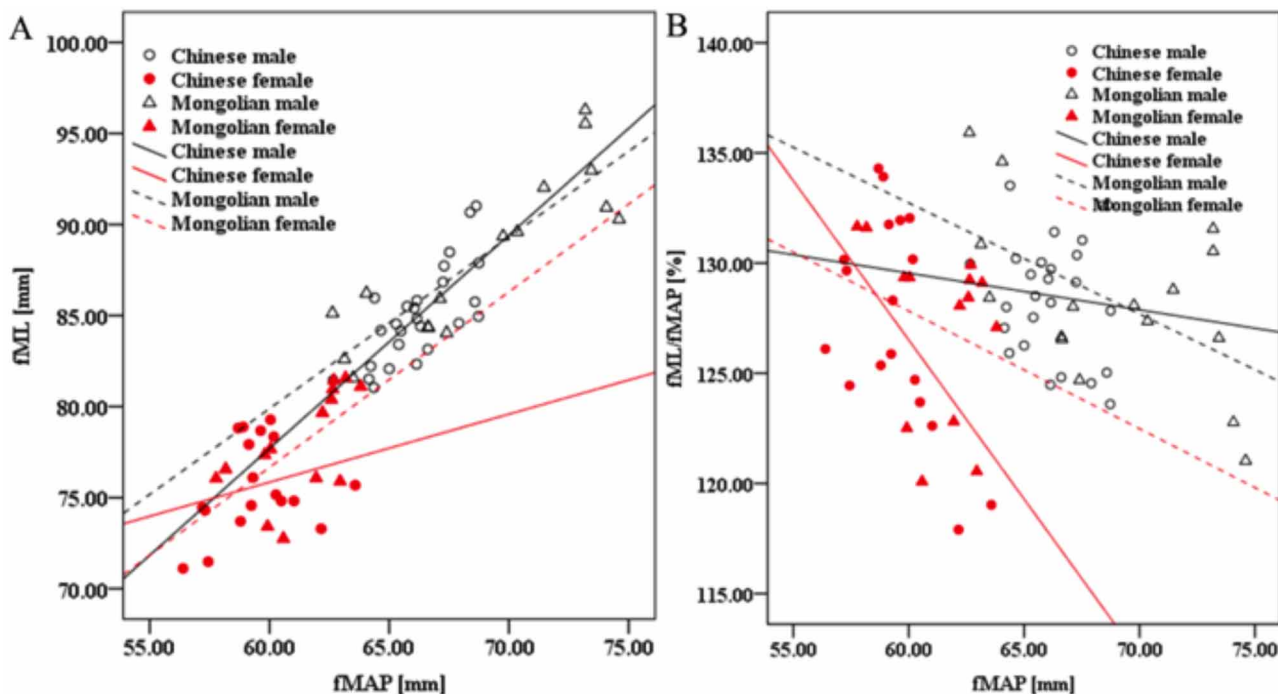 A
fML [mm]
100.00
95.00
90.00
85.00
80.00
75.00
70.00
Chinese male
Chinese female
Mongolian male
Mongolian female
Chinese male
Chinese female
Mongolian male
Mongolian female
55.00 60.00 65.00 70.00 75.00
fMAP [mm]
B
fML/fMAP [%]
140.00
135.00
130.00
125.00
120.00
115.00
Chinese male
Chinese female
Mongolian male
Mongolian female
Chinese male
Chinese female
Mongolian male
Mongolian female
55.00 60.00 65.00 70.00 75.00
fMAP [mm]